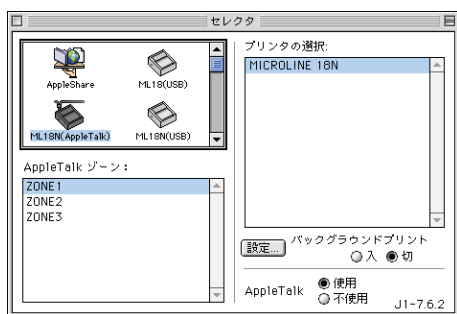 セレクタ
AppleShare
ML18(USB)
ML18N(AppleTalk)
ML18N(USB)
AppleTalk ゾーン：
ZONE1
ZONE2
ZONE3
プリンタの選択:
MICROLINE 18N
設定...
バックグラウンドプリント
入 切
AppleTalk
使用
不使用
J1-7.6.2